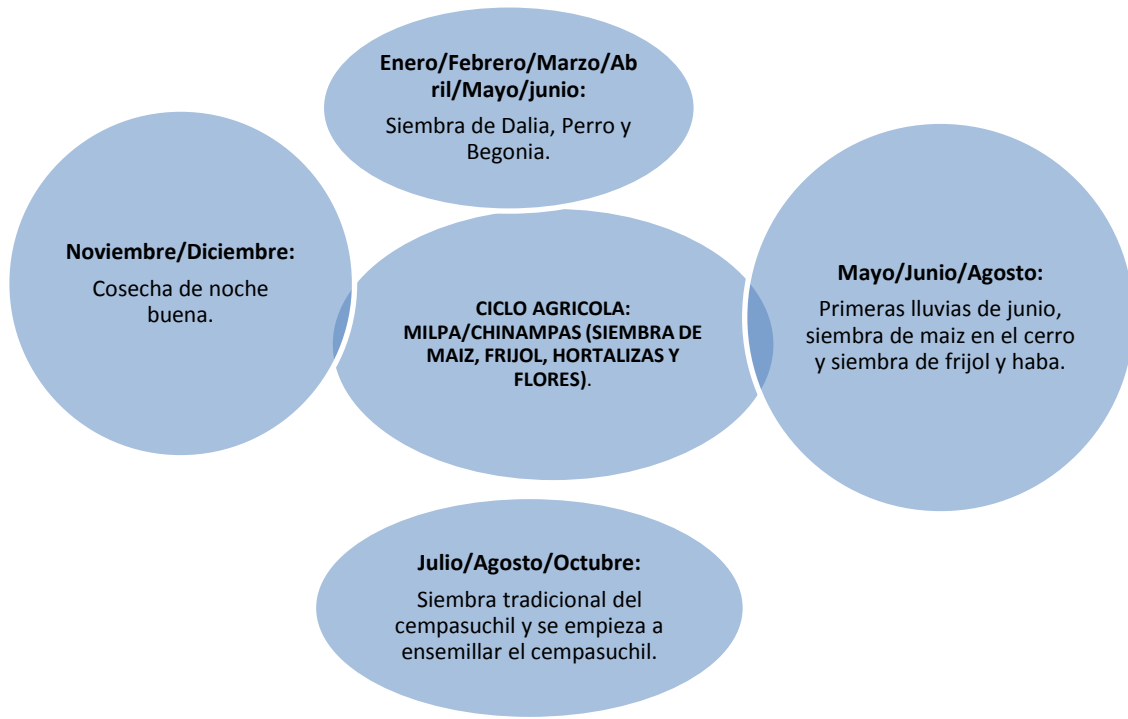 Enero/Febrero/Marzo/Ab
ril/Mayo/junio:
Siembra de Dalia, Perro y
Begonia.
Noviembre/Diciembre:
Cosecha de noche
buena.
CICLO AGRICOLA:
MILPA/CHINAMPAS (SIEMBRA DE
MAIZ, FRIJOL, HORTALIZAS Y
FLORES).
Mayo/Junio/Agosto:
Primeras lluvias de junio,
siembra de maiz en el cerro
y siembra de frijol y haba.
Julio/Agosto/Octubre:
Siembra tradicional del
cempasuchil y se empieza a
ensemillar el cempasuchil.